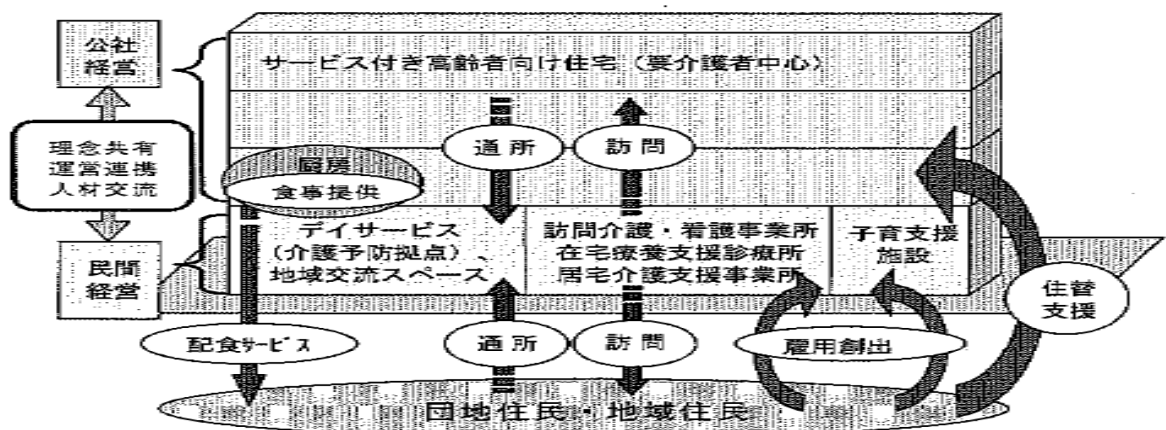 公社
経営
サービス付き高齢者向け住宅（要介護者中心）
理念共有
運営連携
人材交流
通所
訪問
厨房
食事提供
民間
経営
デイサービス
（介護予防拠点）、
地域交流スペース
訪問介護・看護事業所
在宅療養支援診療所
居宅介護支援事業所
子育支援
施設
住替
支援
配食ｻｰﾋﾞｽ
通所
訪問
雇用創出
団地住民・地域住民